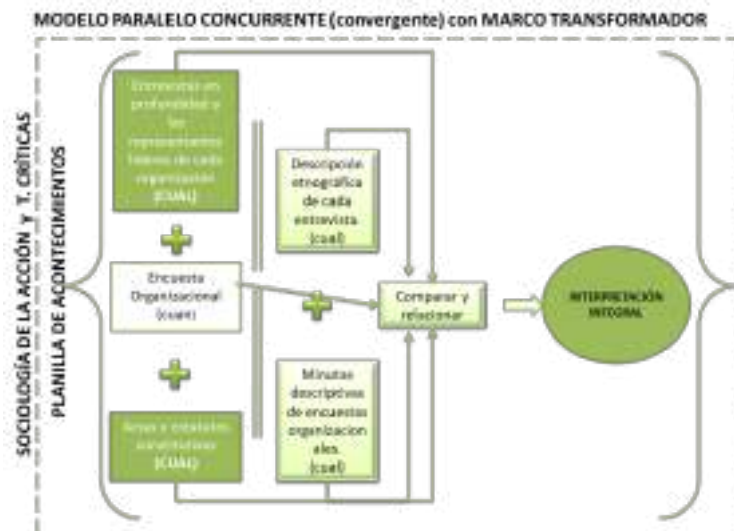 MODELO PARALELO CONCURRENTE (convergente) con MARCO TRANSFORMADOR
SOCIOLOGÍA DE LA ACCIÓN y T. CRÍTICAS
PLANILLA DE ACONTECIMIENTOS
Entrevistas en
profundidad a
los
representantes
líderes de cada
organización
(CUAL)
Encuesta
Organizacional
(cuan)
Actas o estatutos
constitutivos
(CUAL)
Descripción
etnográfica
de cada
entrevista.
(cual)
Minutas
descriptivas
de encuestas
organizacion
ales.
(cual)
Comparar y
relacionar
INTERPRETACIÓN
INTEGRAL